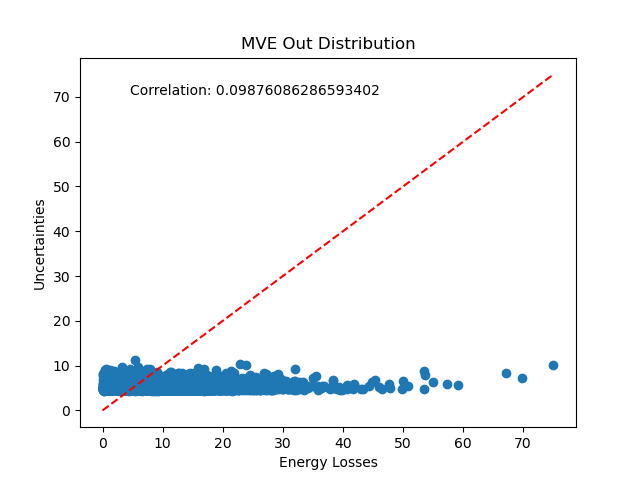 MVE Out Distribution
Correlation: 0.09876086286593402
70
60
50
40
30
20
10
0
Uncertainties
0 10 20 30 40 50 60 70
Energy Losses